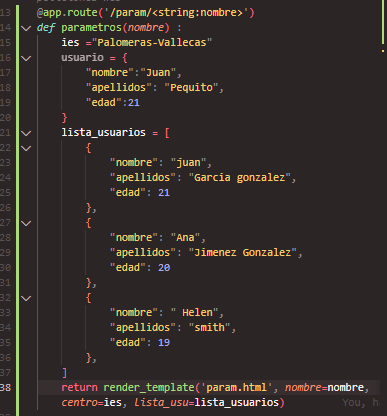 13 @app.route('/param/<string:nombre>')
14 def parametros(nombre) :
15 ies ="Palomeras-Vallecas"
16 usuario = {
17 "nombre":"Juan",
18 "apellidos": "Pequito",
19 "edad":21
20 }
21 lista_usuarios = [
22 {
23 "nombre": "juan",
24 "apellidos": "Garcia gonzalez",
25 "edad": 21
26 },
27 {
28 "nombre": "Ana",
29 "apellidos": "Jimenez Gonzalez",
30 "edad": 20
31 },
32 {
33 "nombre": " Helen",
34 "apellidos": "smith",
35 "edad": 19
36 },
37 ]
38 return render_template('param.html', nombre=nombre,
centro=ies, lista_usu=lista_usuarios) You, h